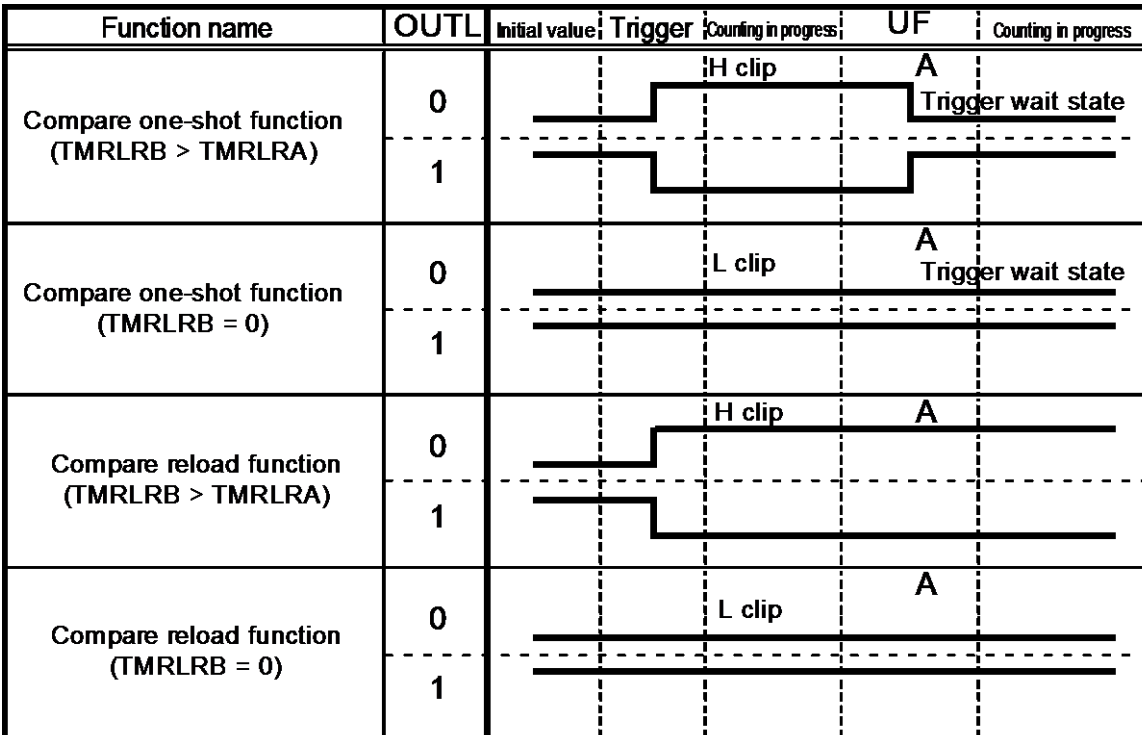 Function name OUTL Initial value Trigger Counting in progress UF Counting in progress
H clip A
0 Trigger wait state
Compare one-shot function
(TMRLRB > TMRLRA)
1
A
L clip
0 Trigger wait state
Compare one-shot function
(TMRLRB = 0)
1
H clip A
0
Compare reload function
(TMRLRB > TMRLRA)
1
A
L clip
0
Compare reload function
(TMRLRB = 0)
1